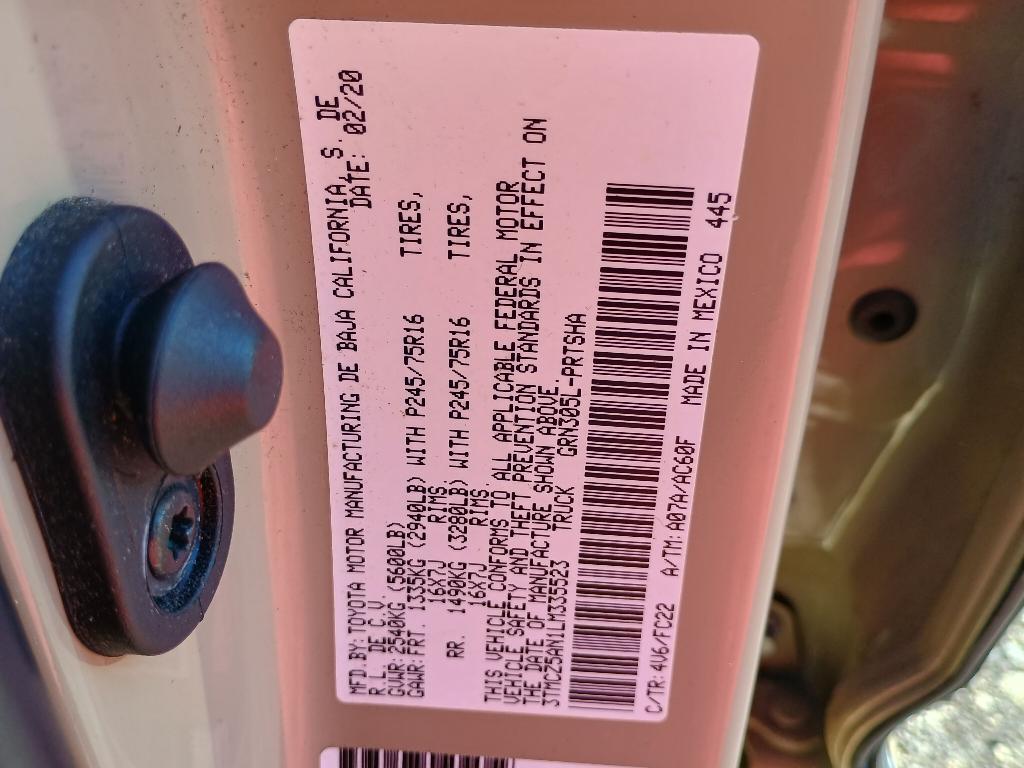 MFD.BY:TOYOTA MOTOR MANUFACTURING DE BAJA CALIFORNIA, S. DE
R.L. DE C.V. DATE: 02/20
GVWR:2540KG (5600LB)
GAWR:FRT. 1335KG (2940LB) WITH P245/75R16 TIRES,
16X7J RIMS
RR. 1490KG (3280LB) WITH P245/75R16 TIRES,
16X7J RIMS
THIS VEHICLE CONFORMS TO ALL APPLICABLE FEDERAL MOTOR
VEHICLE SAFETY AND THEFT PREVENTION STANDARDS IN EFFECT ON
THE DATE OF MANUFACTURE SHOWN ABOVE.
3TMCZ5AN1LM335523 TRUCK GRN305L-PRTSHA
C/TR:4V6/FC22 A/TM:A07A/AC60F MADE IN MEXICO 445